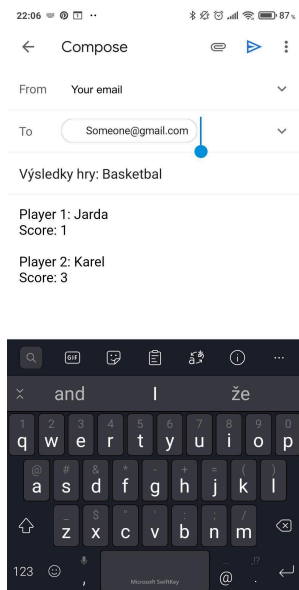 22:06
87%
Compose
From Your email
To Someone@gmail.com
Výsledky hry: Basketbal
Player 1: Jarda
Score: 1
Player 2: Karel
Score: 3
GIF
and I že
1 2 3 4 5 6 7 8 9 0
q w e r t y u i o p
@ # & * - + = ( )
a s d f g h j k l
_ $ " ' : ; /
z x c v b n m
123 , Microsoft SwiftKey @ . ,!?